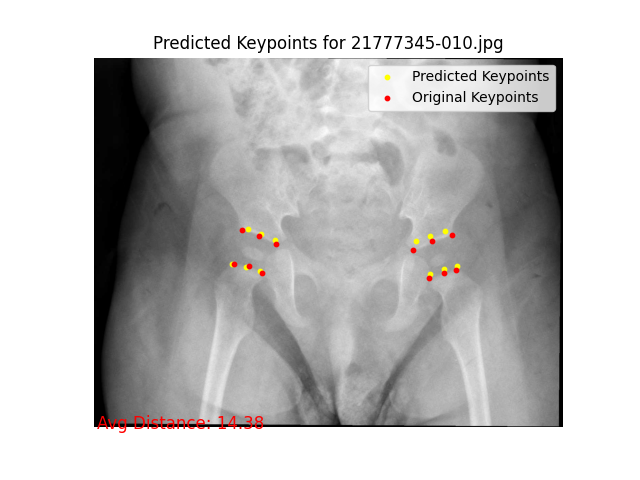 Predicted Keypoints for 21777345-010.jpg
Predicted Keypoints
Original Keypoints
Avg Distance: 14.38